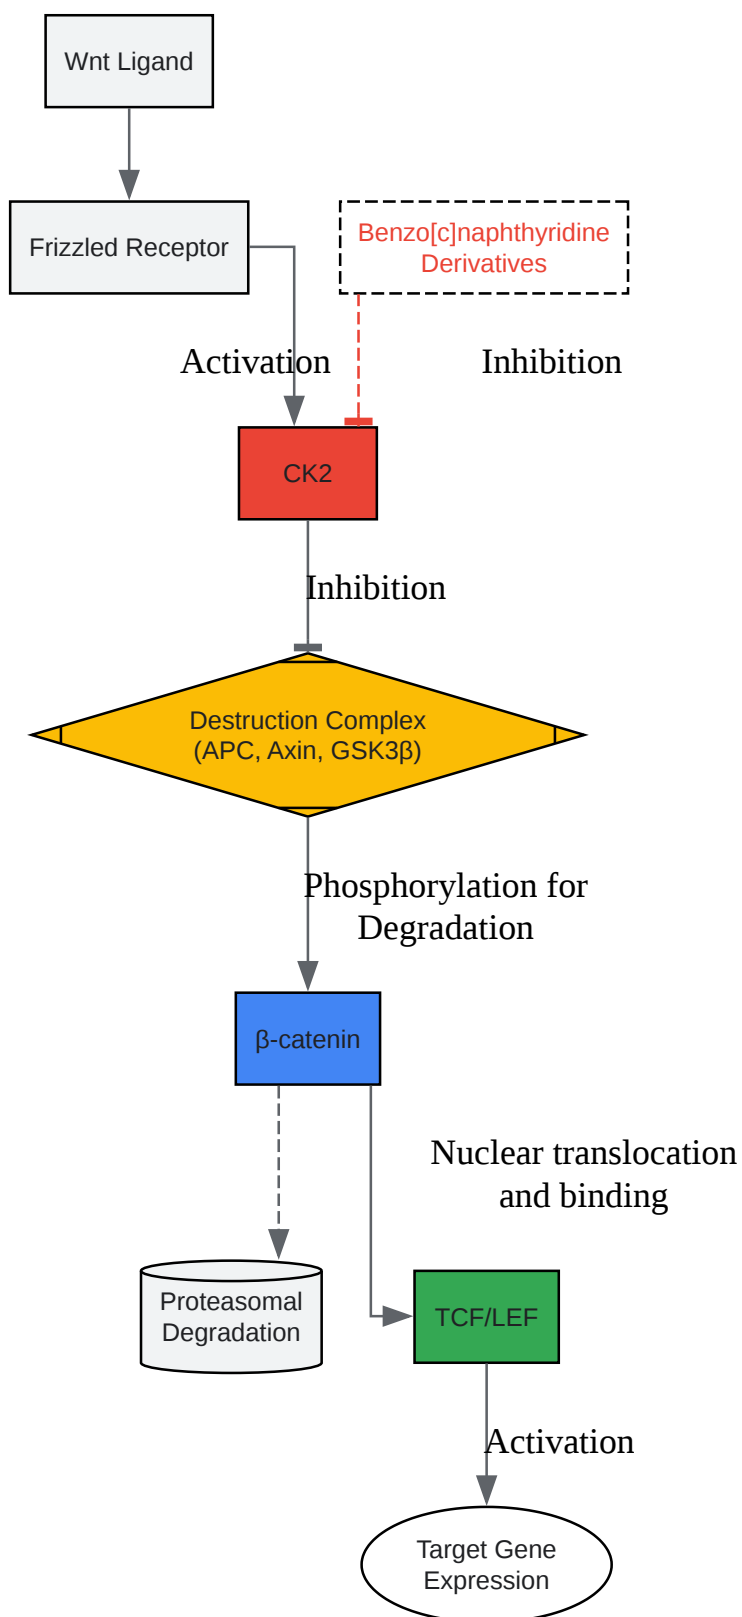 Wnt Ligand
Frizzled Receptor
Benzo[c]naphthyridine
Derivatives
Activation
Inhibition
CK2
Inhibition
Destruction Complex
(APC, Axin, GSK3β)
Phosphorylation for
Degradation
β-catenin
Nuclear translocation
and binding
Proteasomal
Degradation
TCF/LEF
Activation
Target Gene
Expression